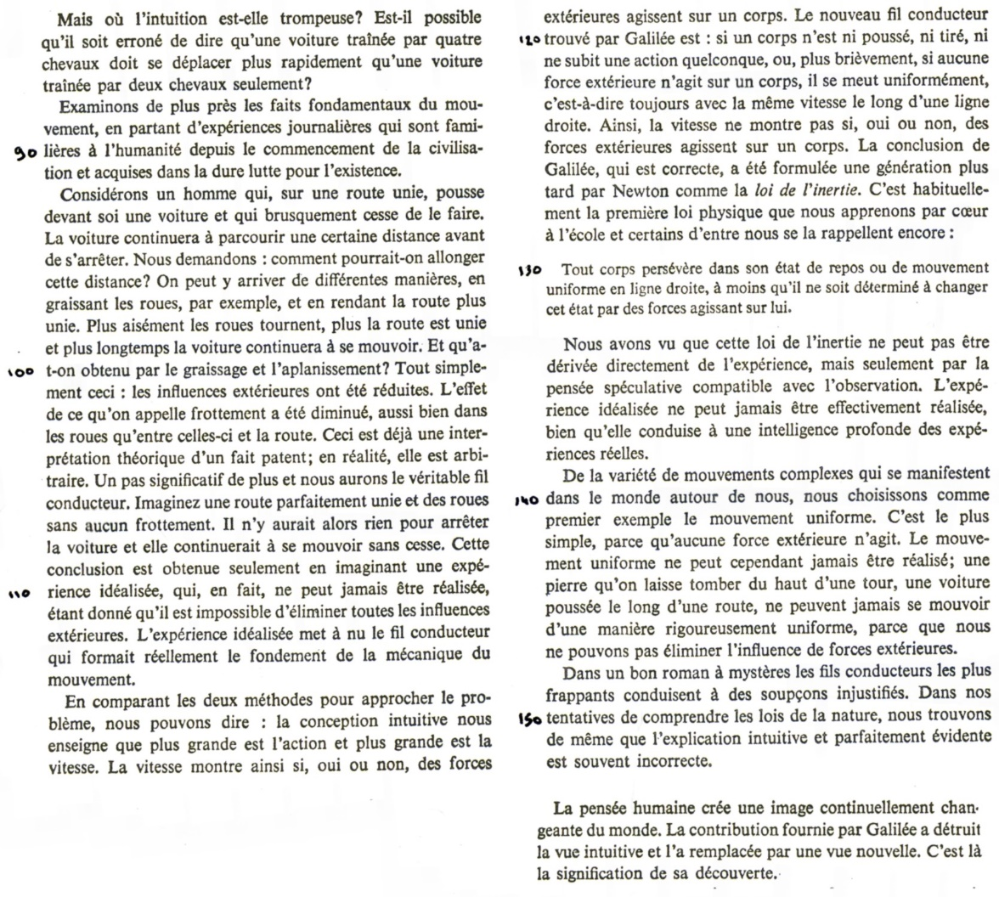 Mais où l'intuition est-elle trompeuse? Est-il possible
qu'il soit erroné de dire qu'une voiture traînée par quatre
chevaux doit se déplacer plus rapidement qu'une voiture
traînée par deux chevaux seulement?
Examinons de plus près les faits fondamentaux du mou-
vement, en partant d'expériences journalières qui sont fami-
90 lières à l'humanité depuis le commencement de la civilisa-
tion et acquises dans la dure lutte pour l'existence.
Considérons un homme qui, sur une route unie, pousse
devant soi une voiture et qui brusquement cesse de le faire.
La voiture continuera à parcourir une certaine distance avant
de s'arrêter. Nous demandons : comment pourrait-on allonger
cette distance? On peut y arriver de différentes manières, en
graissant les roues, par exemple, et en rendant la route plus
unie. Plus aisément les roues tournent, plus la route est unie
et plus longtemps la voiture continuera à se mouvoir. Et qu'a-
100 t-on obtenu par le graissage et l'aplanissement? Tout simple-
ment ceci : les influences extérieures ont été réduites. L'effet
de ce qu'on appelle frottement a été diminué, aussi bien dans
les roues qu'entre celles-ci et la route. Ceci est déjà une inter-
prétation théorique d'un fait patent; en réalité, elle est arbi-
traire. Un pas significatif de plus et nous aurons le véritable fil
conducteur. Imaginez une route parfaitement unie et des roues
sans aucun frottement. Il n'y aurait alors rien pour arrêter
la voiture et elle continuerait à se mouvoir sans cesse. Cette
conclusion est obtenue seulement en imaginant une expé-
110 rience idéalisée, qui, en fait, ne peut jamais être réalisée,
étant donné qu'il est impossible d'éliminer toutes les influences
extérieures. L'expérience idéalisée met à nu le fil conducteur
qui formait réellement le fondement de la mécanique du
mouvement.
En comparant les deux méthodes pour approcher le pro-
blème, nous pouvons dire : la conception intuitive nous
enseigne que plus grande est l'action et plus grande est la
vitesse. La vitesse montre ainsi si, oui ou non, des forces
extérieures agissent sur un corps. Le nouveau fil conducteur
120 trouvé par Galilée est : si un corps n'est ni poussé, ni tiré, ni
ne subit une action quelconque, ou, plus brièvement, si aucune
force extérieure n'agit sur un corps, il se meut uniformément,
c'est-à-dire toujours avec la même vitesse le long d'une ligne
droite. Ainsi, la vitesse ne montre pas si, oui ou non, des
forces extérieures agissent sur un corps. La conclusion de
Galilée, qui est correcte, a été formulée une génération plus
tard par Newton comme la loi de l'inertie. C'est habituelle-
ment la première loi physique que nous apprenons par cœur
à l'école et certains d'entre nous se la rappellent encore :
130 Tout corps persévère dans son état de repos ou de mouvement
uniforme en ligne droite, à moins qu'il ne soit déterminé à changer
cet état par des forces agissant sur lui.
Nous avons vu que cette loi de l'inertie ne peut pas être
dérivée directement de l'expérience, mais seulement par la
pensée spéculative compatible avec l'observation. L'expé-
rience idéalisée ne peut jamais être effectivement réalisée,
bien qu'elle conduise à une intelligence profonde des expé-
riences réelles.
De la variété de mouvements complexes qui se manifestent
140 dans le monde autour de nous, nous choisissons comme
premier exemple le mouvement uniforme. C'est le plus
simple, parce qu'aucune force extérieure n'agit. Le mouve-
ment uniforme ne peut cependant jamais être réalisé; une
pierre qu'on laisse tomber du haut d'une tour, une voiture
poussée le long d'une route, ne peuvent jamais se mouvoir
d'une manière rigoureusement uniforme, parce que nous
ne pouvons pas éliminer l'influence de forces extérieures.
Dans un bon roman à mystères les fils conducteurs les plus
frappants conduisent à des soupçons injustifiés. Dans nos
150 tentatives de comprendre les lois de la nature, nous trouvons
de même que l'explication intuitive et parfaitement évidente
est souvent incorrecte.
La pensée humaine crée une image continuellement chan-
geante du monde. La contribution fournie par Galilée a détruit
la vue intuitive et l'a remplacée par une vue nouvelle. C'est là
la signification de sa découverte.